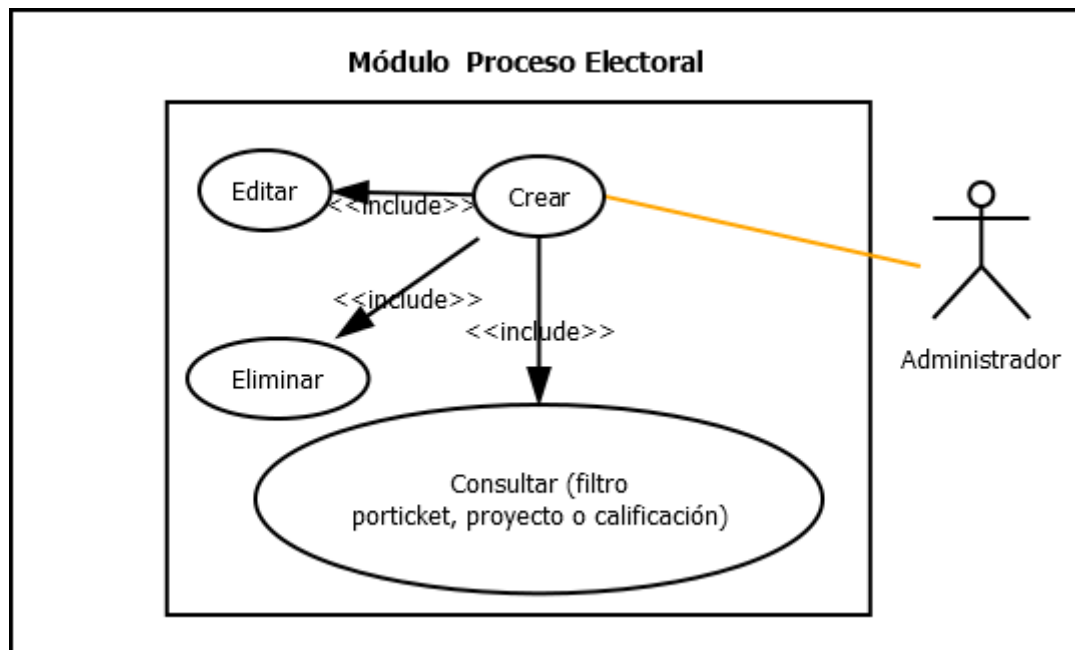 Módulo Proceso Electoral
Editar
<<include>>
Crear
<<include>>
<<include>>
Eliminar
Administrador
Consultar (filtro
porticket, proyecto o calificación)